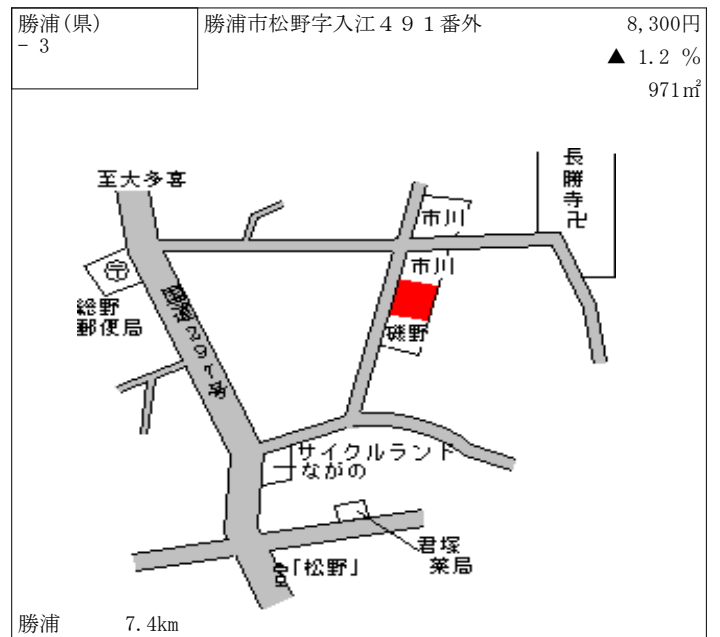 勝浦(県)
－3
勝浦市松野字入江４９１番外
8,300円
▲ 1.2 %
971㎡
至大多喜
長勝寺卍
市川
市川
〒
総野
郵便局
国道297号
磯野
サイクルランド
ながの
君塚
薬局
「松野」
勝浦 7.4km